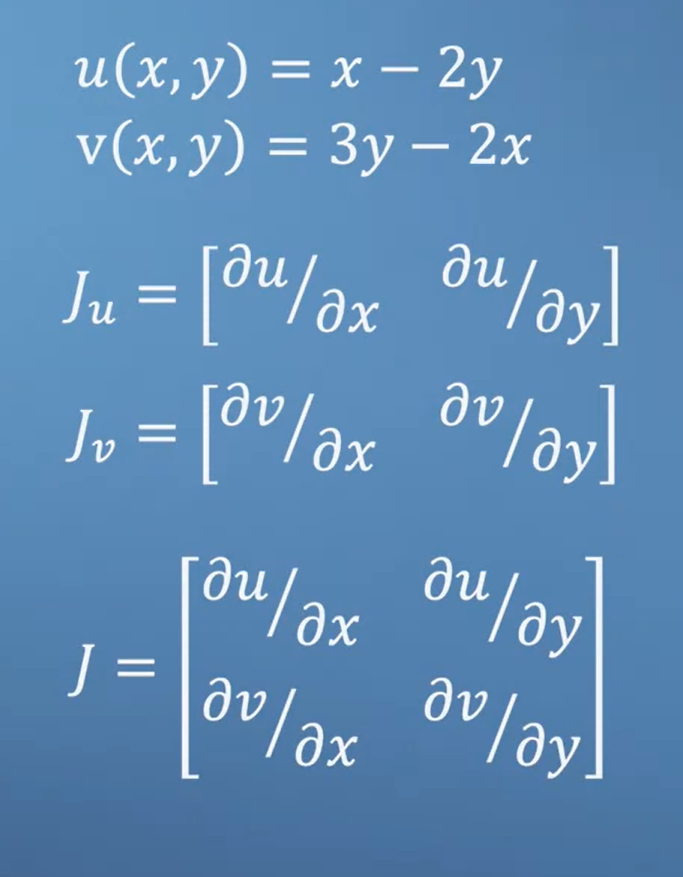 u(x, y) = x − 2y
v(x, y) = 3y − 2x
J_u = [∂u/∂x ∂u/∂y]
J_v = [∂v/∂x ∂v/∂y]
J = [∂u/∂x ∂u/∂y
∂v/∂x ∂v/∂y]